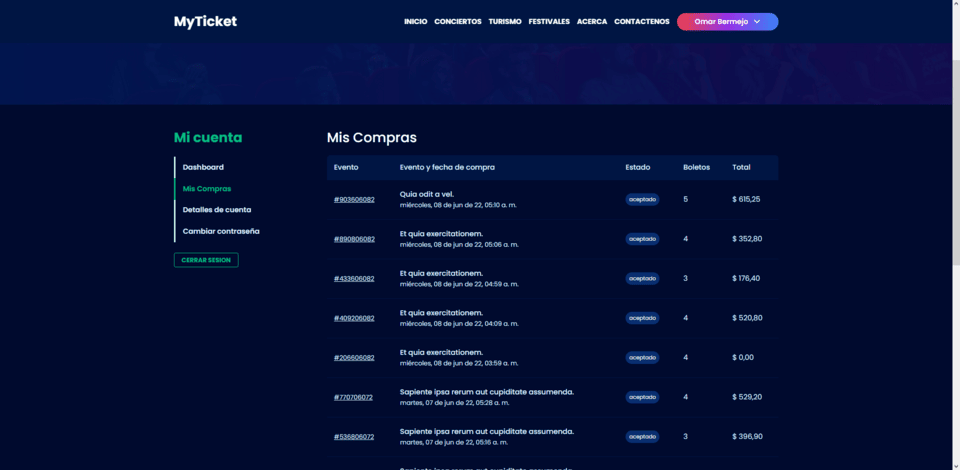 MyTicket
INICIO CONCIERTOS TURISMO FESTIVALES ACERCA CONTACTENOS Omar Bermejo
Mi cuenta
Dashboard
Mis Compras
Detalles de cuenta
Cambiar contraseña
CERRAR SESION
Mis Compras
Evento Evento y fecha de compra Estado Boletos Total
#903606082 Quia odit a vel. aceptado 5 $ 615,25
miércoles, 08 de jun de 22, 05:10 a. m.
#890806082 Et quia exercitationem. aceptado 4 $ 352,80
miércoles, 08 de jun de 22, 05:06 a. m.
#433606082 Et quia exercitationem. aceptado 3 $ 176,40
miércoles, 08 de jun de 22, 04:59 a. m.
#409206082 Et quia exercitationem. aceptado 4 $ 520,80
miércoles, 08 de jun de 22, 04:09 a. m.
#206606082 Et quia exercitationem. aceptado 4 $ 0,00
miércoles, 08 de jun de 22, 03:59 a. m.
#770706072 Sapiente ipsa rerum aut cupiditate assumenda. aceptado 4 $ 529,20
martes, 07 de jun de 22, 05:28 a. m.
#536806072 Sapiente ipsa rerum aut cupiditate assumenda. aceptado 3 $ 396,90
martes, 07 de jun de 22, 05:16 a. m.